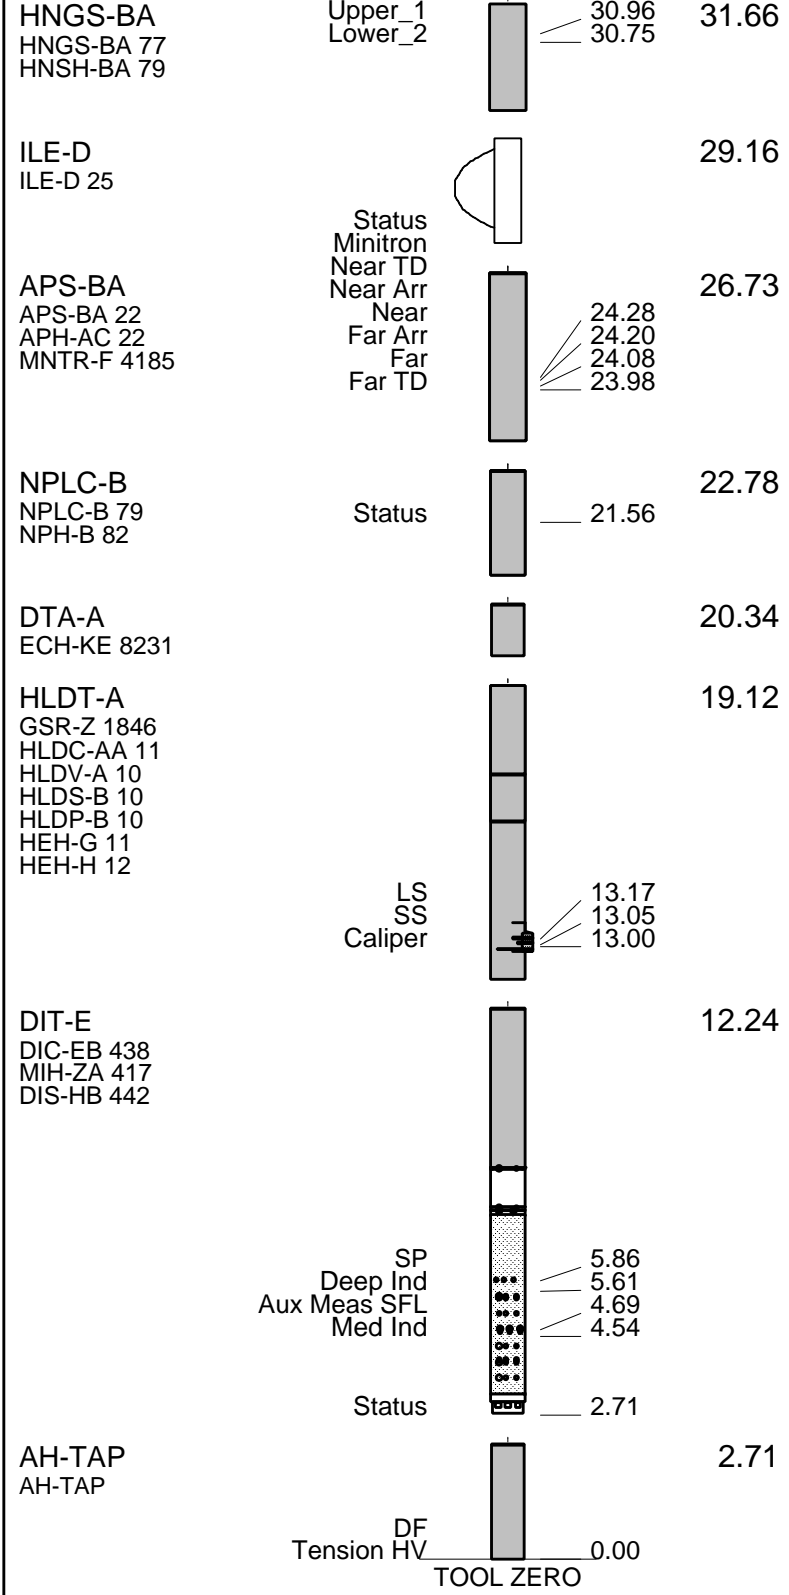 HNGS-BA Upper_1 30.96 31.66
HNGS-BA 77 Lower_2 30.75
HNSH-BA 79
ILE-D 29.16
ILE-D 25
Status
Minitron
Near TD
APS-BA Near Arr 26.73
APS-BA 22 Near 24.28
APH-AC 22 Far Arr 24.20
MNTR-F 4185 Far 24.08
Far TD 23.98
NPLC-B 22.78
NPLC-B 79 Status 21.56
NPH-B 82
DTA-A 20.34
ECH-KE 8231
HLDT-A 19.12
GSR-Z 1846
HLDC-AA 11
HLDV-A 10
HLDS-B 10
HLDP-B 10
HEH-G 11
HEH-H 12
LS 13.17
SS 13.05
Caliper 13.00
DIT-E 12.24
DIC-EB 438
MIH-ZA 417
DIS-HB 442
SP 5.86
Deep Ind 5.61
Aux Meas SFL 4.69
Med Ind 4.54
Status 2.71
AH-TAP 2.71
AH-TAP
DF
Tension HV 0.00
TOOL ZERO